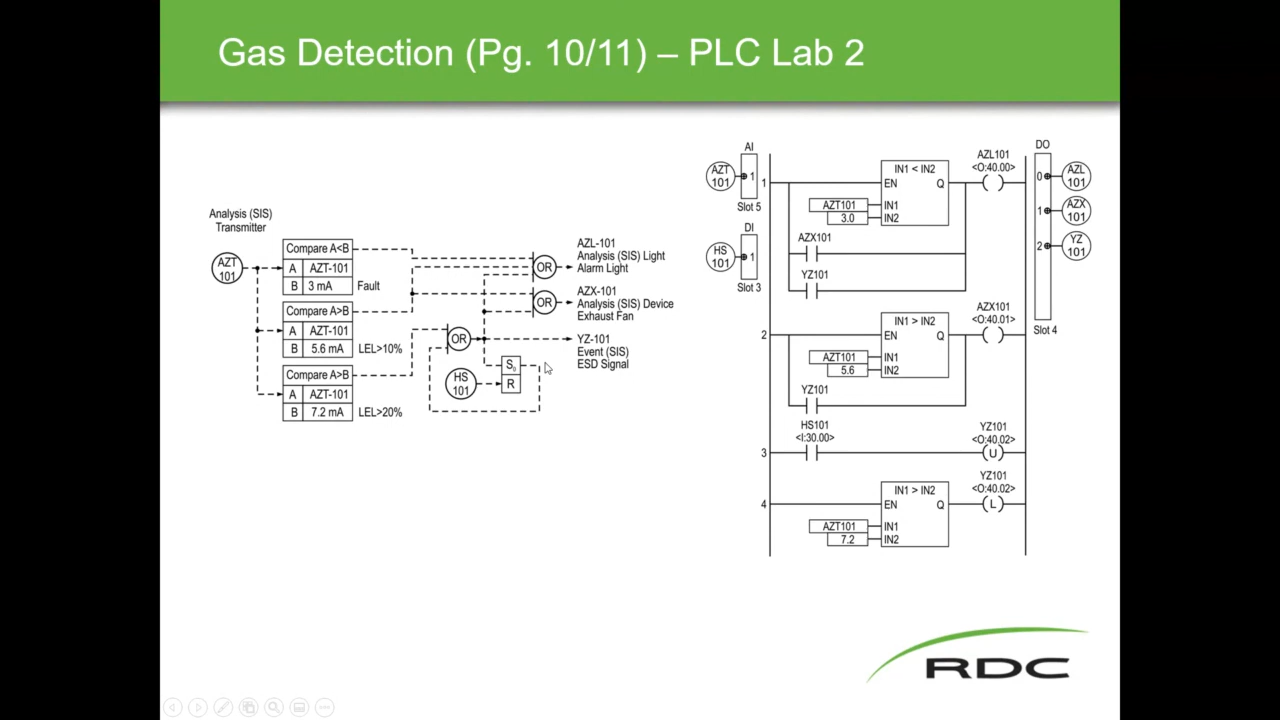 Gas Detection (Pg. 10/11) – PLC Lab 2
Analysis (SIS)
Transmitter
AZT
101
Compare A<B
A AZT-101
B 3 mA
Fault
Compare A>B
A AZT-101
B 5.6 mA
LEL>10%
Compare A>B
A AZT-101
B 7.2 mA
LEL>20%
OR
OR
OR
HS
101
S₀
R
AZL-101
Analysis (SIS) Light
Alarm Light
AZX-101
Analysis (SIS) Device
Exhaust Fan
YZ-101
Event (SIS)
ESD Signal
AI
AZT
101
1
Slot 5
DI
HS
101
1
Slot 3
1
IN1 < IN2
EN Q
AZT101 IN1
3.0 IN2
AZL101
<O:40.00>
AZX101
YZ101
2
IN1 > IN2
EN Q
AZT101 IN1
5.6 IN2
AZX101
<O:40.01>
YZ101
3
HS101
<I:30.00>
YZ101
<O:40.02>
U
4
IN1 > IN2
EN Q
AZT101 IN1
7.2 IN2
YZ101
<O:40.02>
L
DO
0
AZL
101
1
AZX
101
2
YZ
101
Slot 4
RDC